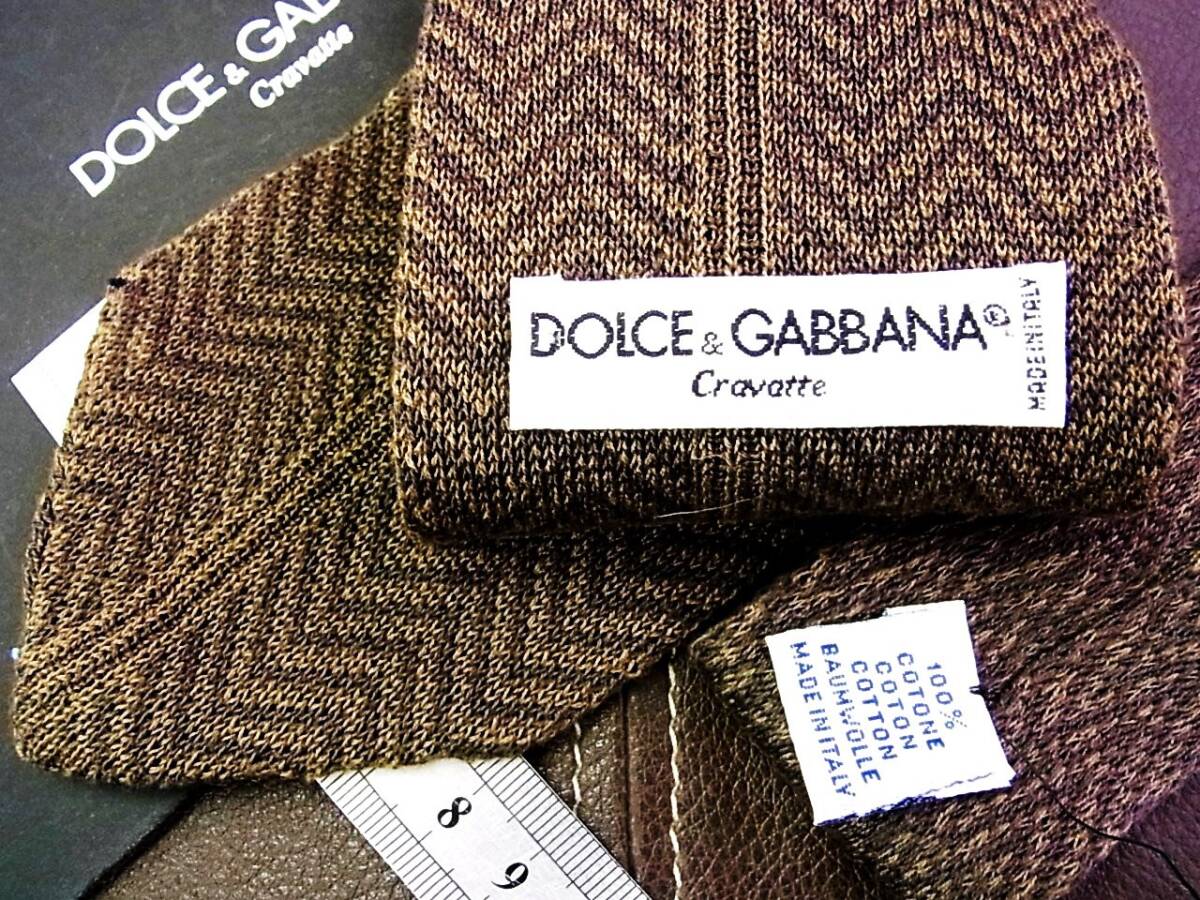 DOLCE & GAB
Cravatte
DOLCE & GABBANA®
Cravatte
MADE IN ITALY
100%
COTONE
COTON
COTTON
BAUMWOLLE
MADE IN ITALY
8
9